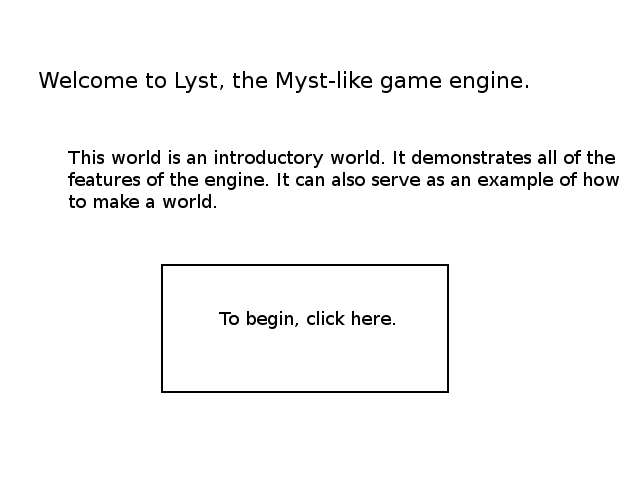 Welcome to Lyst, the Myst-like game engine.
This world is an introductory world. It demonstrates all of the
features of the engine. It can also serve as an example of how
to make a world.
To begin, click here.